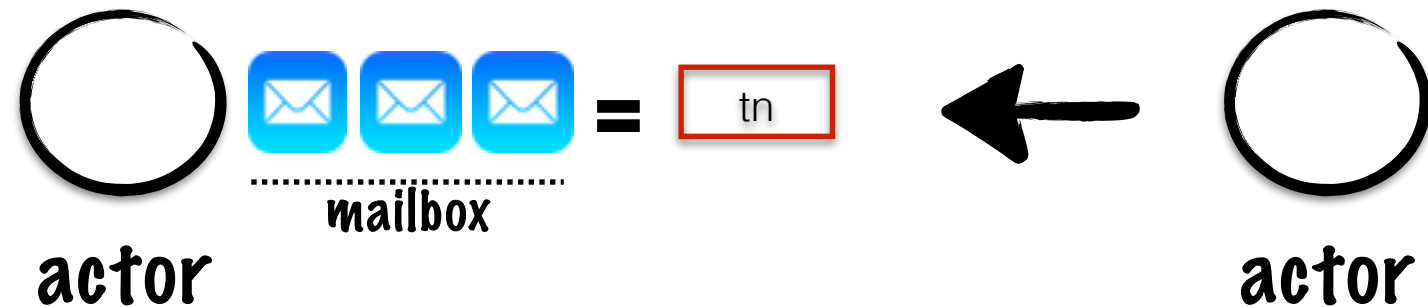 =
tn
mailbox
actor
actor